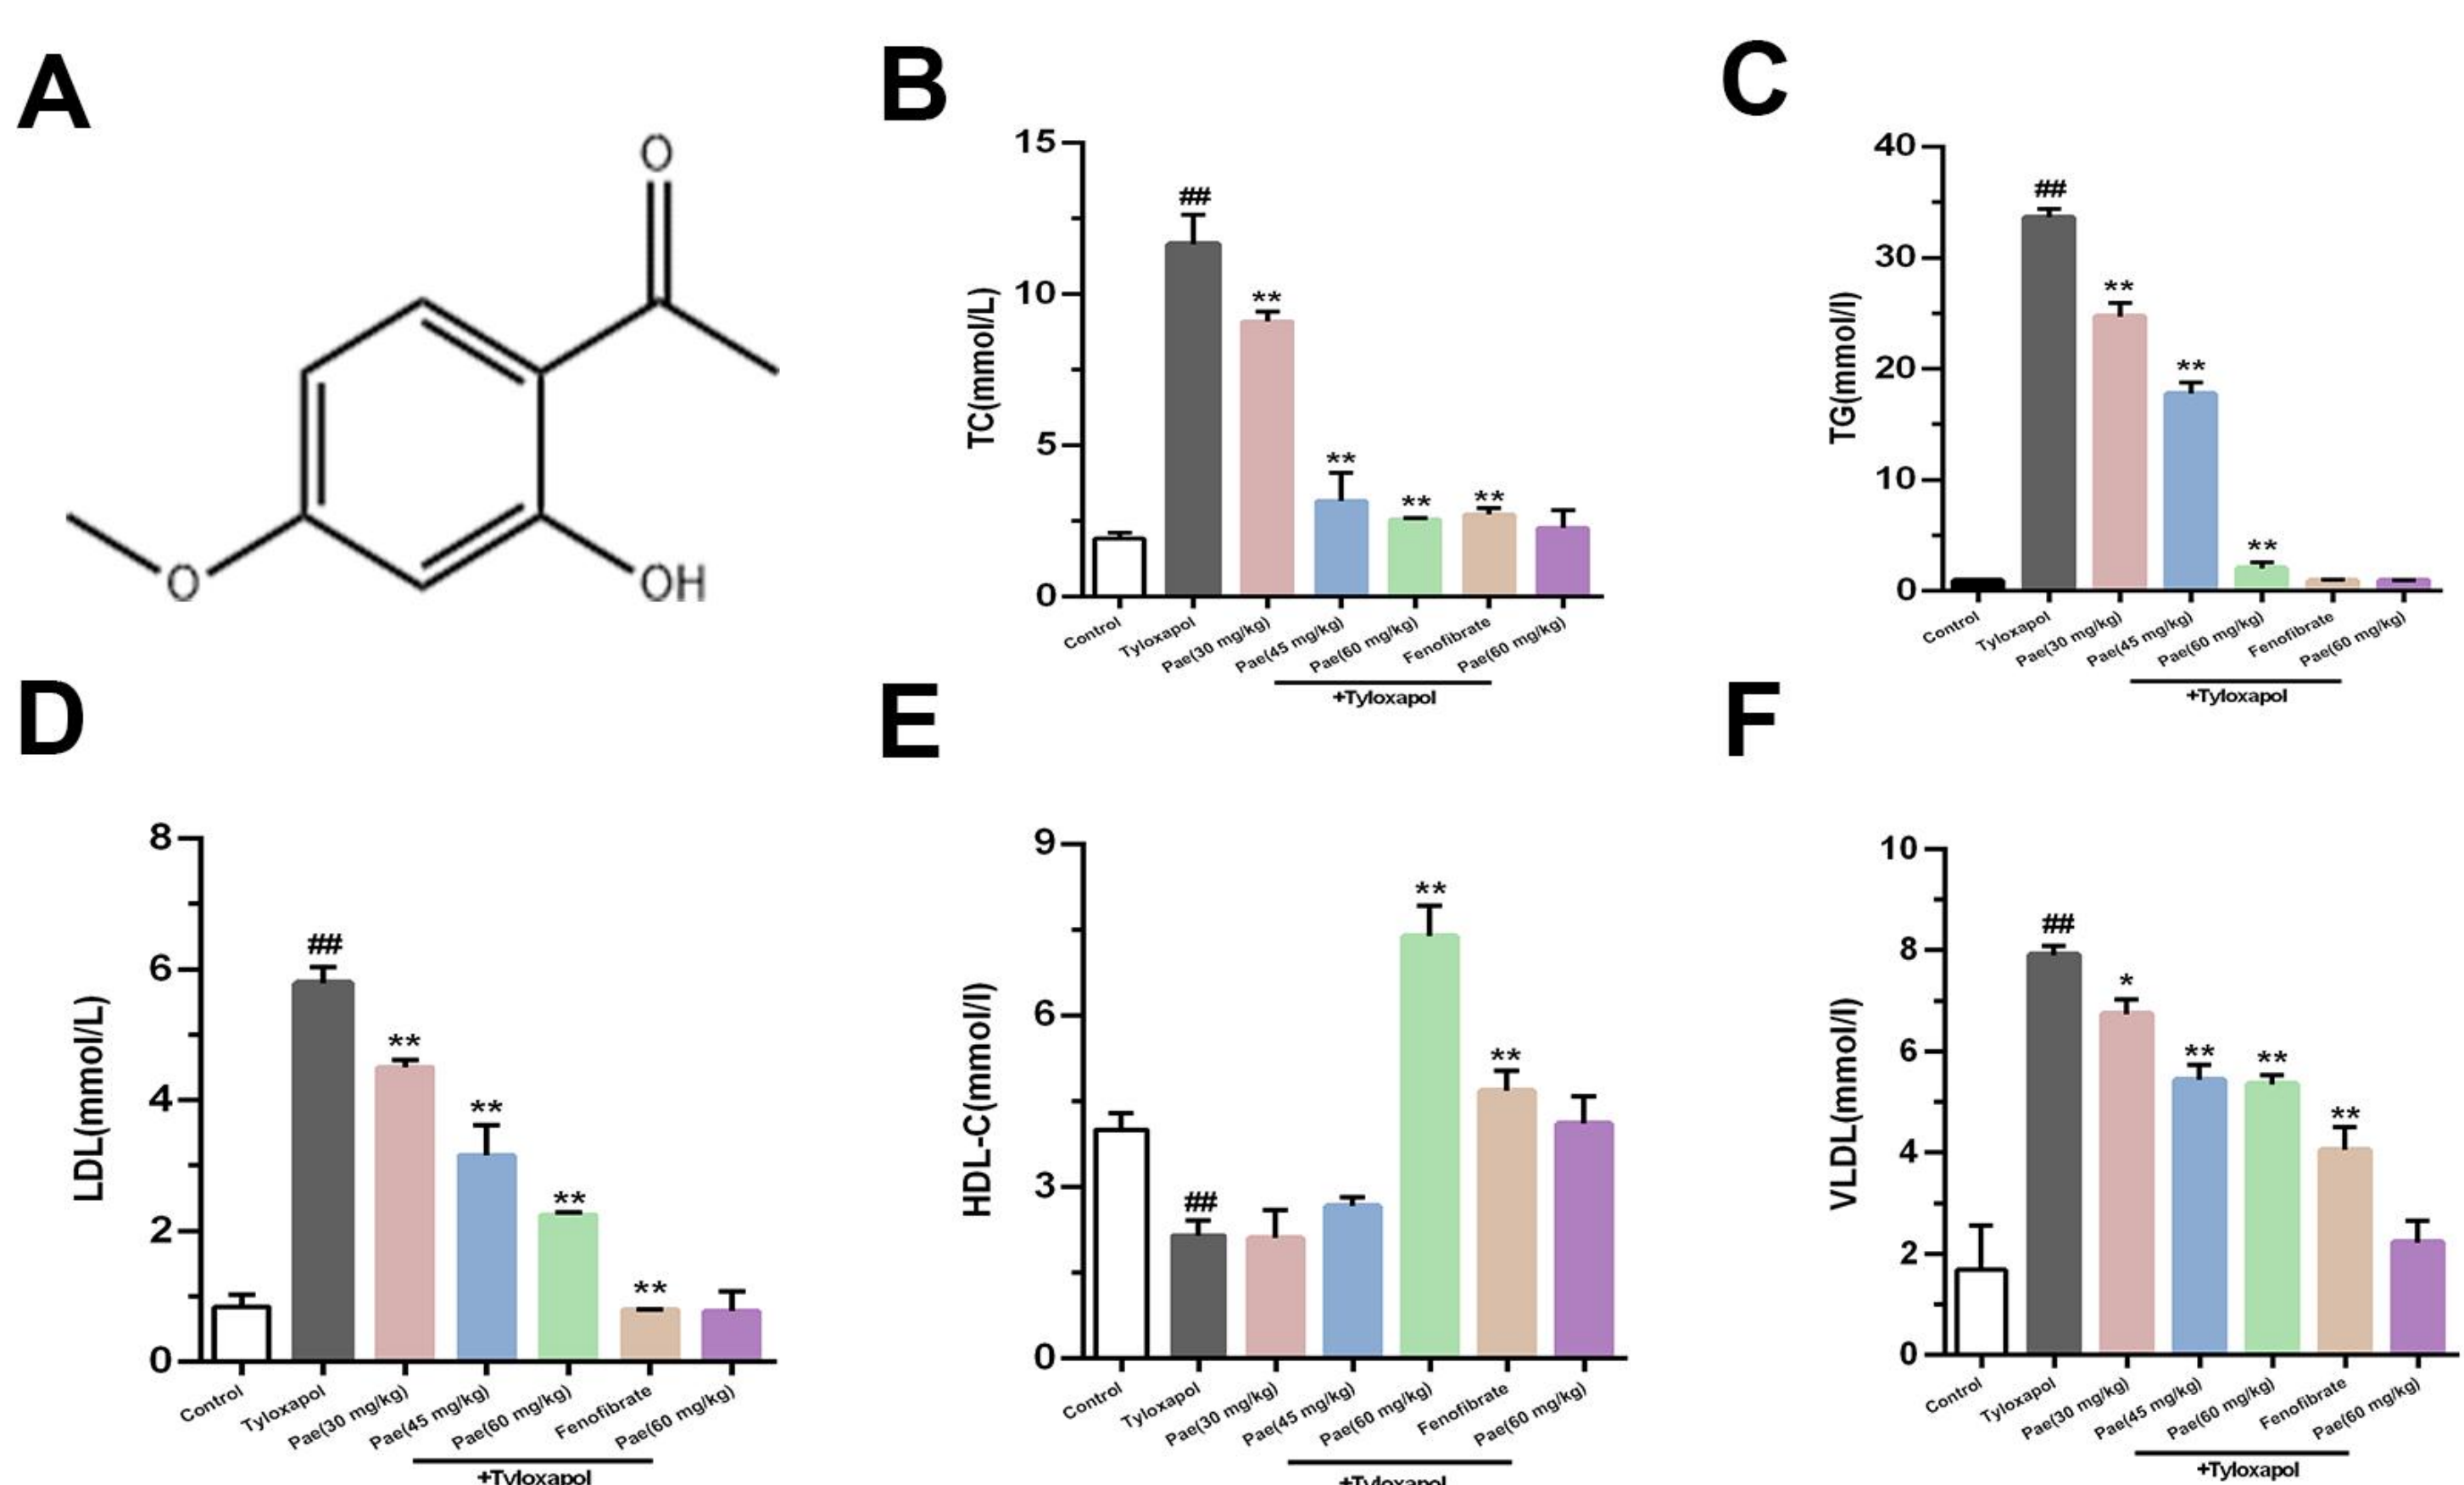 A
O
O
OH
B
TC(mmol/L)
15
10
5
0
##
**
**
**
**
Control
Tyloxapol
Pae(30 mg/kg)
Pae(45 mg/kg)
Pae(60 mg/kg)
Fenofibrate
Pae(60 mg/kg)
+Tyloxapol
C
TG(mmol/l)
40
30
20
10
0
##
**
**
**
Control
Tyloxapol
Pae(30 mg/kg)
Pae(45 mg/kg)
Pae(60 mg/kg)
Fenofibrate
Pae(60 mg/kg)
+Tyloxapol
D
LDL(mmol/L)
8
6
4
2
0
##
**
**
**
**
Control
Tyloxapol
Pae(30 mg/kg)
Pae(45 mg/kg)
Pae(60 mg/kg)
Fenofibrate
Pae(60 mg/kg)
+Tyloxapol
E
HDL-C(mmol/l)
9
6
3
0
##
**
**
Control
Tyloxapol
Pae(30 mg/kg)
Pae(45 mg/kg)
Pae(60 mg/kg)
Fenofibrate
Pae(60 mg/kg)
+Tyloxapol
F
VLDL(mmol/l)
10
8
6
4
2
0
##
*
**
**
**
Control
Tyloxapol
Pae(30 mg/kg)
Pae(45 mg/kg)
Pae(60 mg/kg)
Fenofibrate
Pae(60 mg/kg)
+Tyloxapol